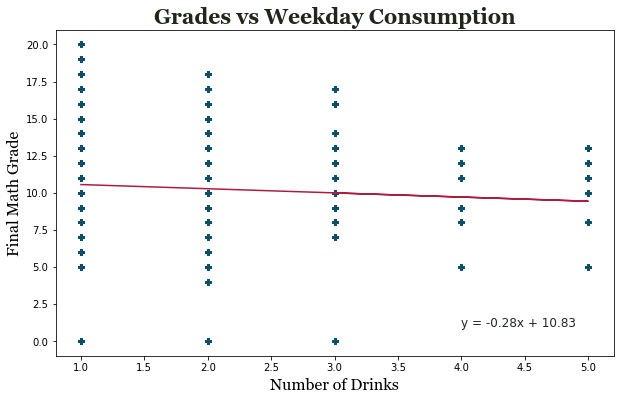 Grades vs Weekday Consumption
20.0
17.5
15.0
12.5
10.0
7.5
5.0
2.5
0.0
Final Math Grade
y = -0.28x + 10.83
1.0 1.5 2.0 2.5 3.0 3.5 4.0 4.5 5.0
Number of Drinks